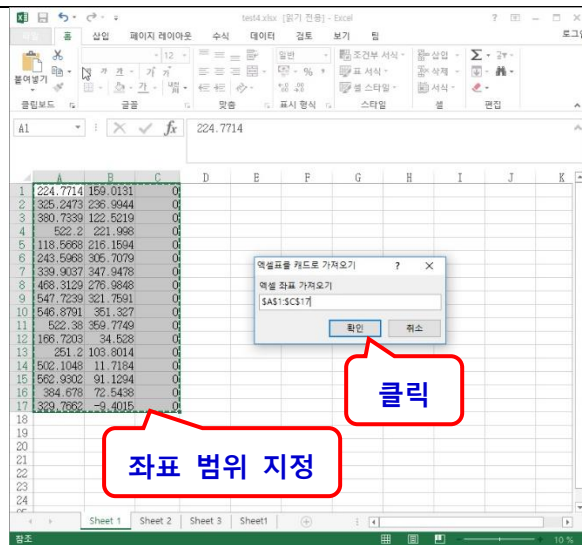 test4.xlsx [읽기 전용] - Excel
홈 삽입 페이지 레이아웃 수식 데이터 검토 보기 팀 로그
붙여넣기 12 가 가 일반 조건부 서식 삽입
가 가 % 표 서식 삭제
셀 스타일 서식
클립보드 글꼴 맞춤 표시 형식 스타일 셀 편집
A1 fx 224.7714
A B C D E F G H I J K
1 224.7714 159.0131 0
2 325.2473 236.9944 0
3 380.7339 122.5219 0
4 522.2 221.998 0
5 118.5668 216.1594 0
6 243.5968 305.7079 0
7 339.9037 347.9478 0
8 468.3129 276.9848 0
9 547.7239 321.7591 0
10 546.8791 351.327 0
11 522.38 359.7749 0
12 166.7203 34.528 0
13 251.2 103.8014 0
14 502.1048 11.7184 0
15 562.9302 91.1294 0
16 384.678 72.5438 0
17 329.7662 -9.4015 0
18
19
20
21
22
23
24
엑셀표를 캐드로 가져오기 ? ×
엑셀 좌표 가져오기
$A$1:$C$17
확인 취소
클릭
좌표 범위 지정
Sheet 1 Sheet 2 Sheet 3 Sheet1
참조 10 %